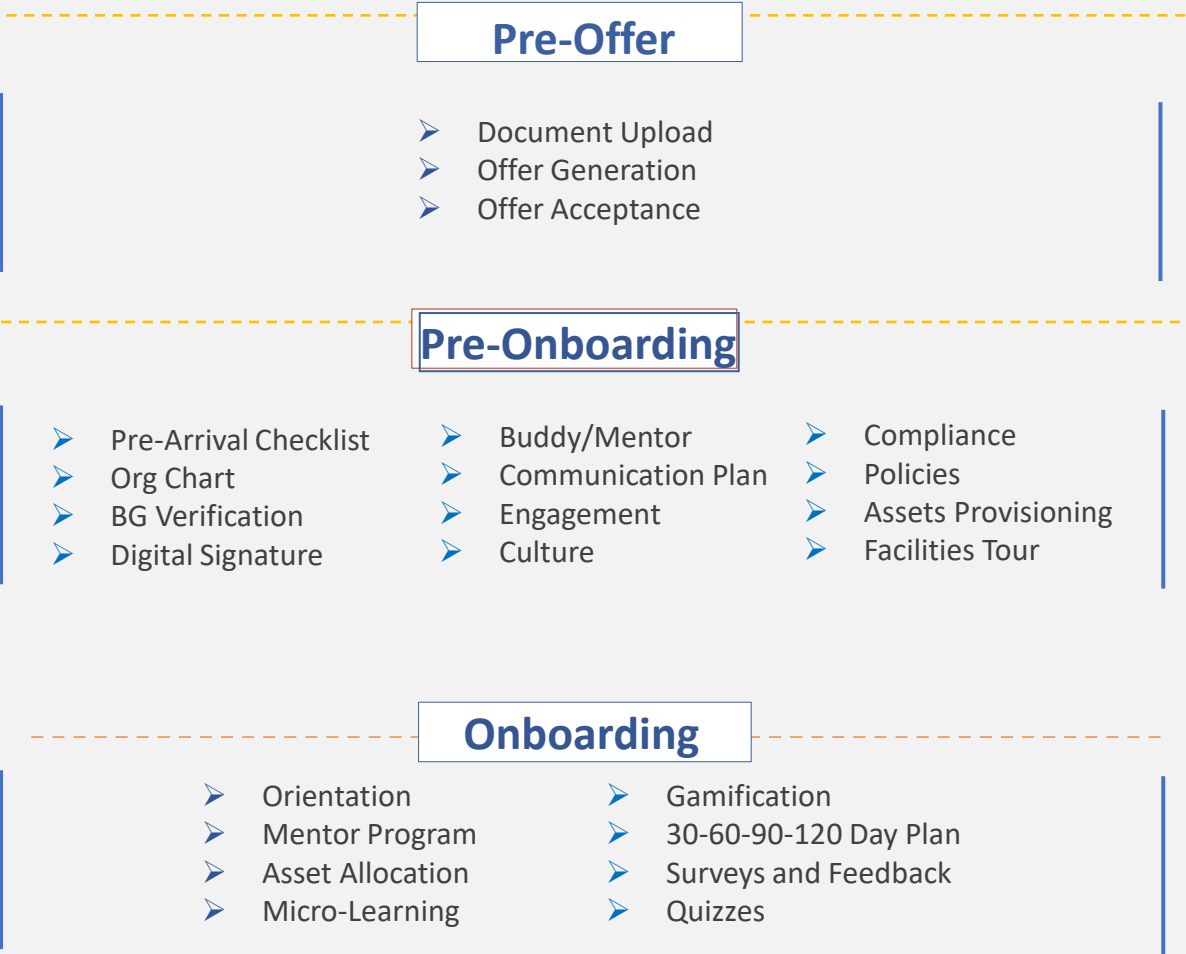 Pre-Offer
Document Upload
Offer Generation
Offer Acceptance
Pre-Onboarding
Pre-Arrival Checklist
Org Chart
BG Verification
Digital Signature
Buddy/Mentor
Communication Plan
Engagement
Culture
Compliance
Policies
Assets Provisioning
Facilities Tour
Onboarding
Orientation
Mentor Program
Asset Allocation
Micro-Learning
Gamification
30-60-90-120 Day Plan
Surveys and Feedback
Quizzes